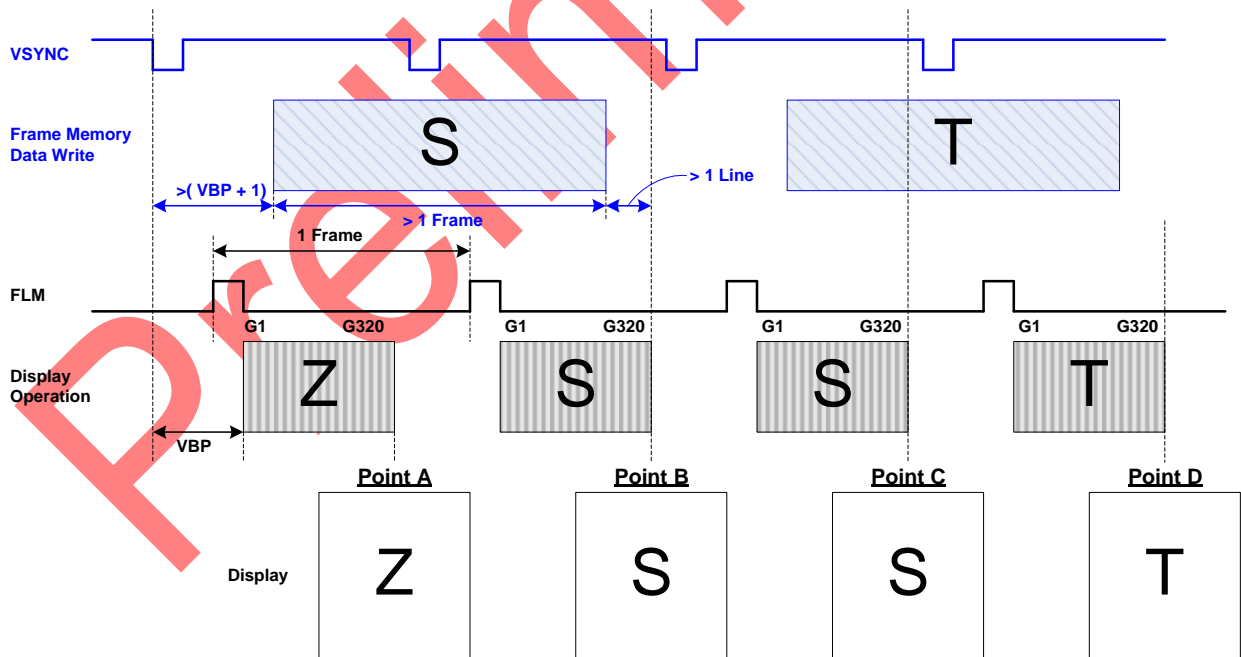 VSYNC
Frame Memory
Data Write
S
T
>( VBP + 1)
> 1 Frame
> 1 Line
1 Frame
FLM
G1 G320 G1 G320 G1 G320 G1 G320
Display
Operation
Z
S
S
T
VBP
Point A Point B Point C Point D
Display
Z
S
S
T